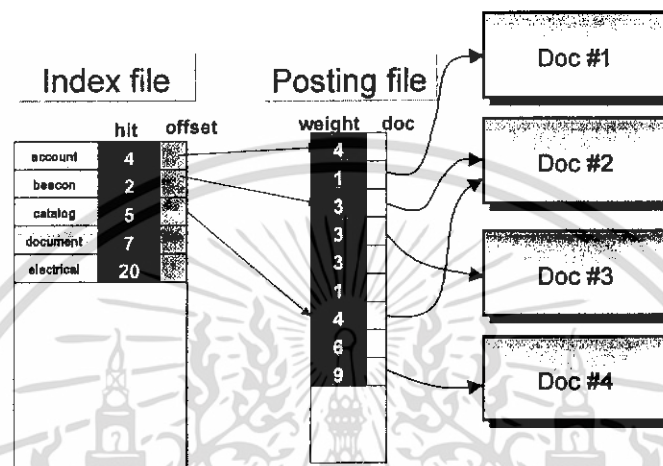 Index file
hit offset
account 4
beacon 2
catalog 5
document 7
electrical 20
Posting file
weight doc
4
1
3
3
3
1
4
6
9
Doc #1
Doc #2
Doc #3
Doc #4